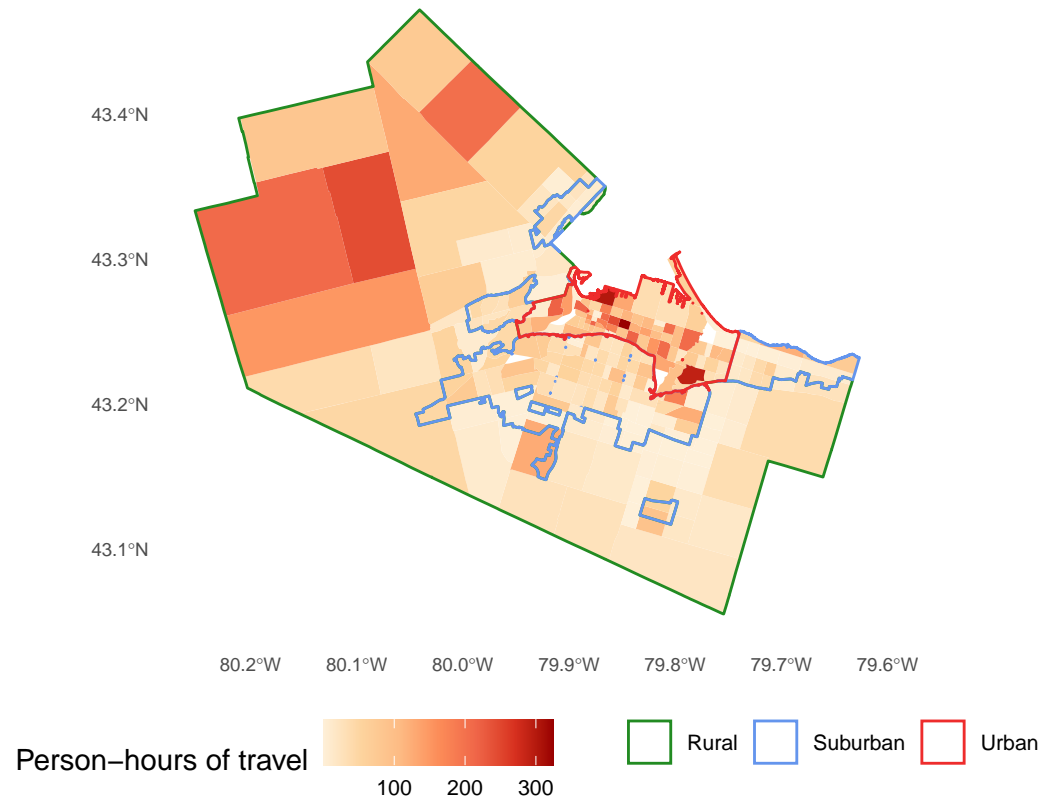 43.4°N
43.3°N
43.2°N
43.1°N
80.2°W 80.1°W 80.0°W 79.9°W 79.8°W 79.7°W 79.6°W
Person−hours of travel
100 200 300
Rural Suburban Urban